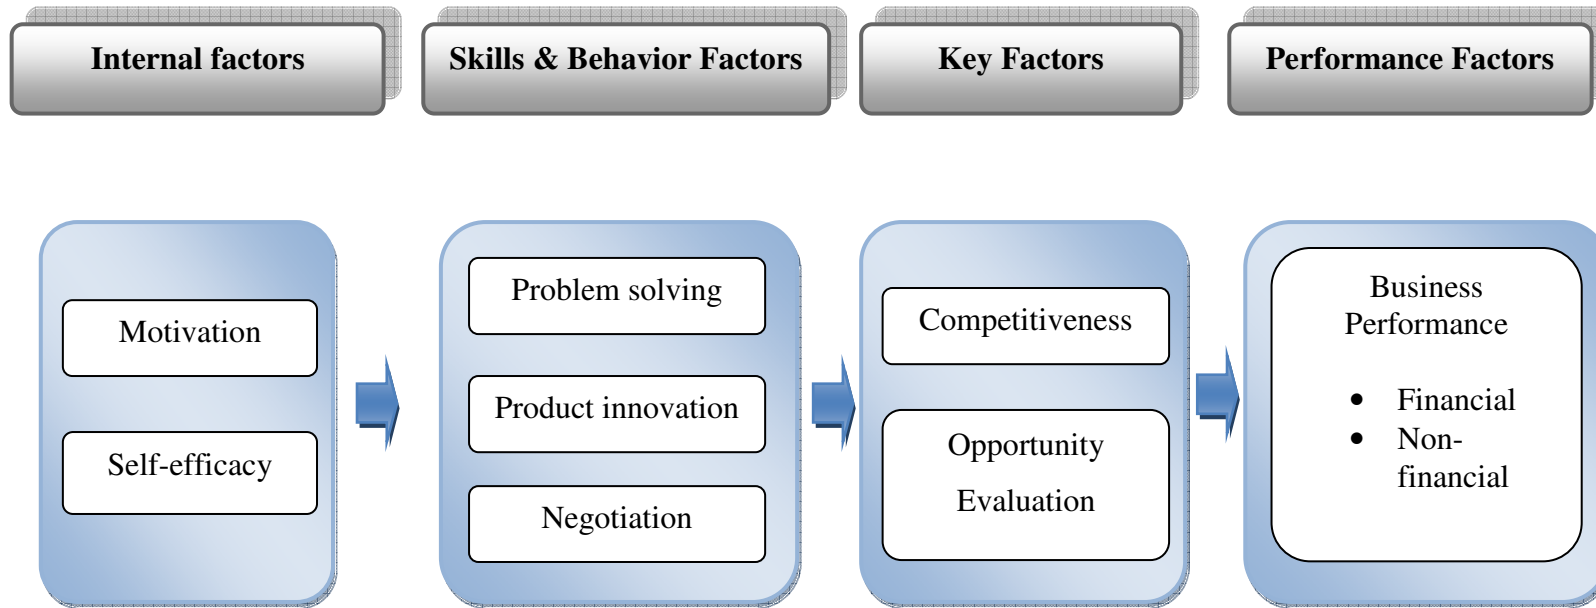 Internal factors
Skills & Behavior Factors
Key Factors
Performance Factors
Motivation
Self-efficacy
Problem solving
Product innovation
Negotiation
Competitiveness
Opportunity
Evaluation
Business
Performance
• Financial
• Non-
financial